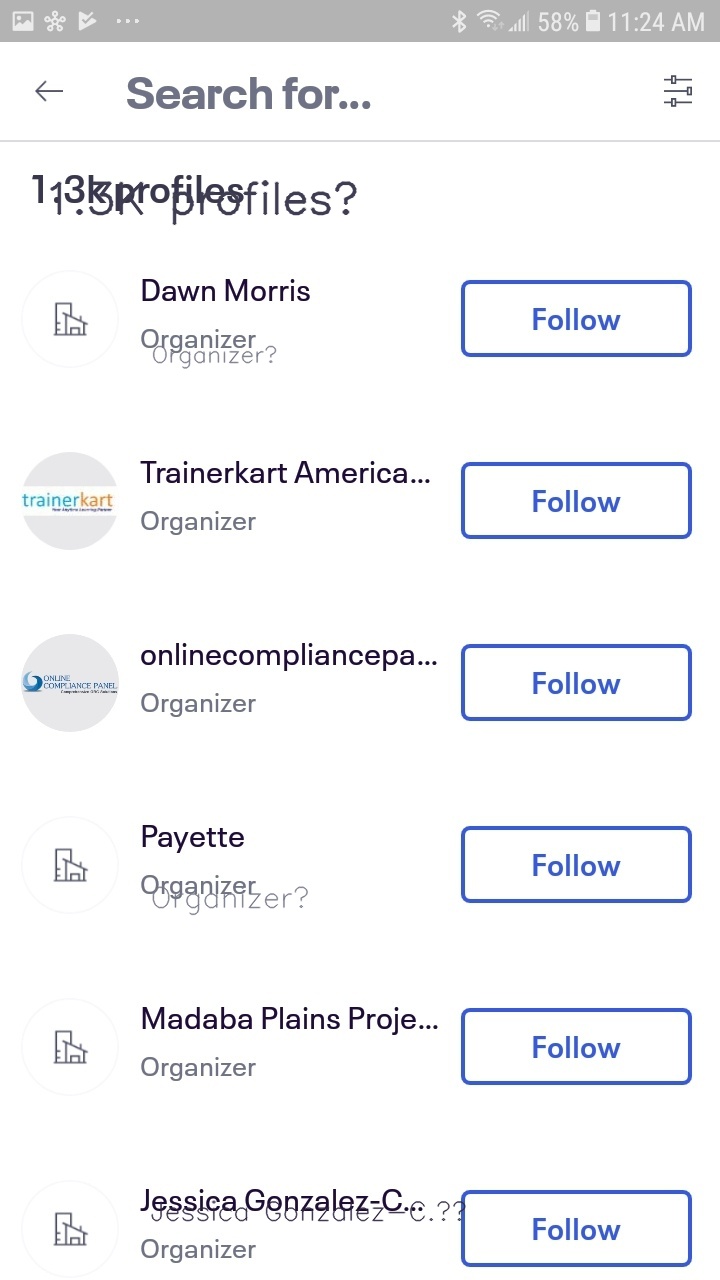 58% 11:24 AM
Search for...
1.3k profiles
1.3K profiles?
Dawn Morris
Organizer
Organizer?
Follow
trainerkart
Trainerkart America...
Organizer
Follow
ONLINE
COMPLIANCE PANEL
onlinecompliancepa...
Organizer
Follow
Payette
Organizer
Organizer?
Follow
Madaba Plains Proje...
Organizer
Follow
Jessica Gonzalez-C...
Jessica Gonzalez-C.??
Organizer
Follow